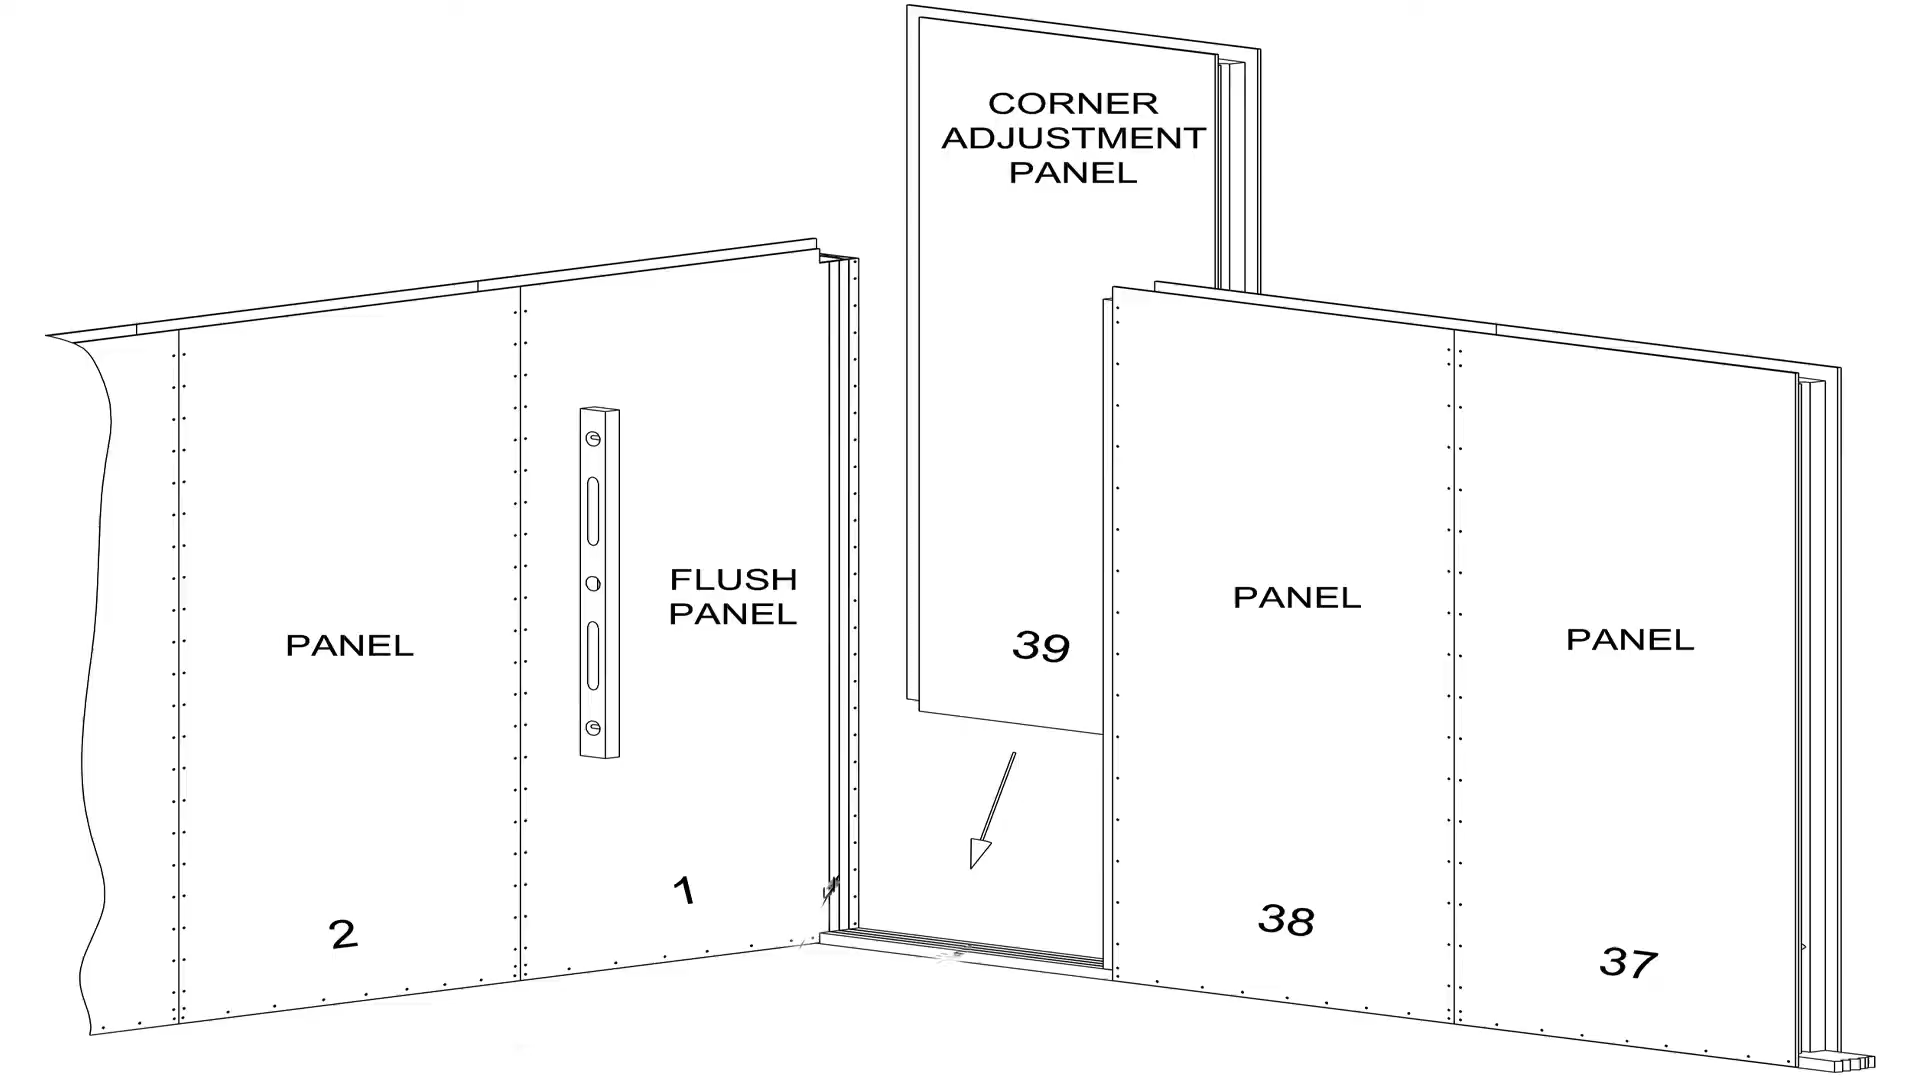 CORNER
ADJUSTMENT
PANEL
39
PANEL
2
FLUSH
PANEL
1
PANEL
38
PANEL
37